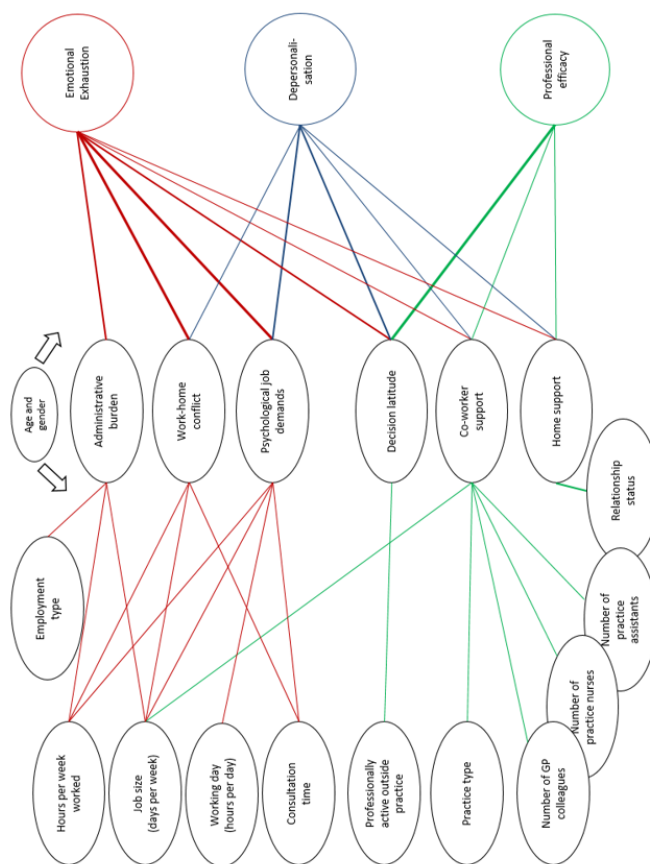 Emotional
Exhaustion
Depersonali-
sation
Professional
efficacy
Age and
gender
Administrative
burden
Work-home
conflict
Psychological job
demands
Decision latitude
Co-worker
support
Home support
Relationship
status
Employment
type
Number of
practice
assistants
Number of
practice nurses
Hours per week
worked
Job size
(days per week)
Working day
(hours per day)
Consultation
time
Professionally
active outside
practice
Practice type
Number of GP
colleagues